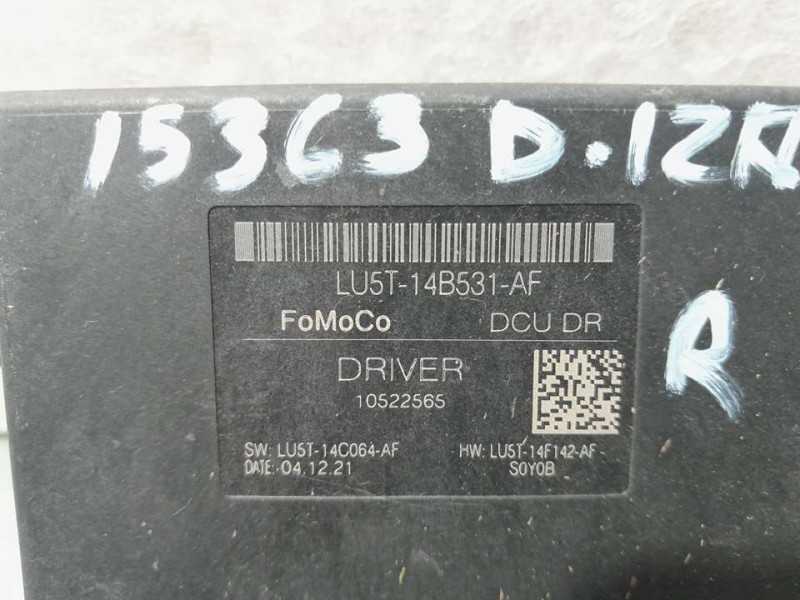 15363 D.12R
LU5T-14B531-AF
FoMoCo DCU DR
R
DRIVER
10522565
SW: LU5T-14C064-AF HW: LU5T-14F142-AF-
DATE: 04.12.21 S0Y0B